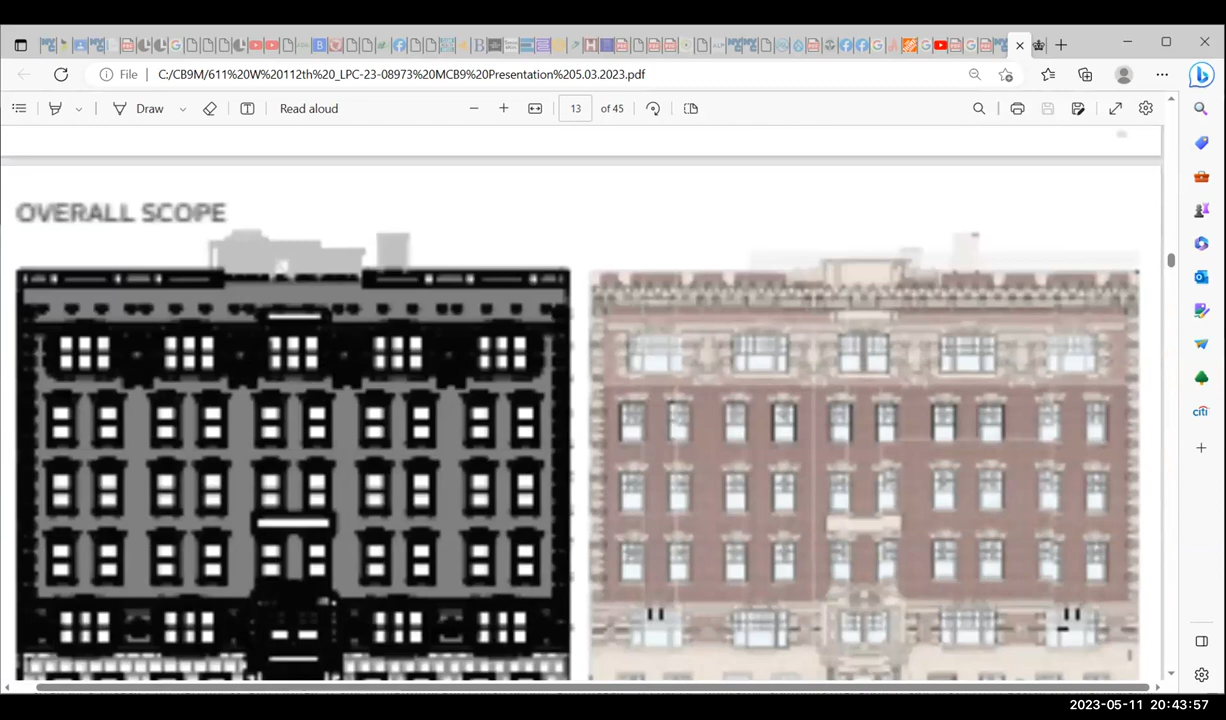 File
C:/CB9M/611%20W%20112th%20_LPC-23-08973%20MCB9%20Presentation%205.03.2023.pdf
Draw
Read aloud
13 of 45
OVERALL SCOPE
citi
2023-05-11 20:43:57